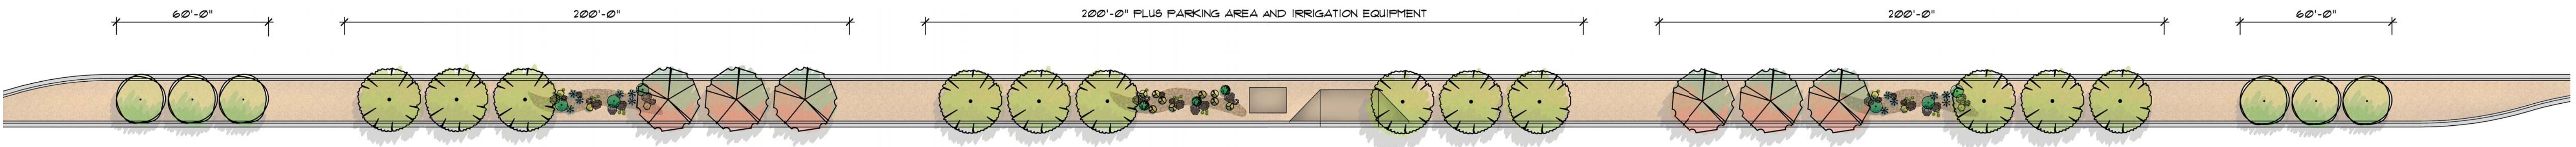 60'-0"
200'-0"
200'-0" PLUS PARKING AREA AND IRRIGATION EQUIPMENT
200'-0"
60'-0"